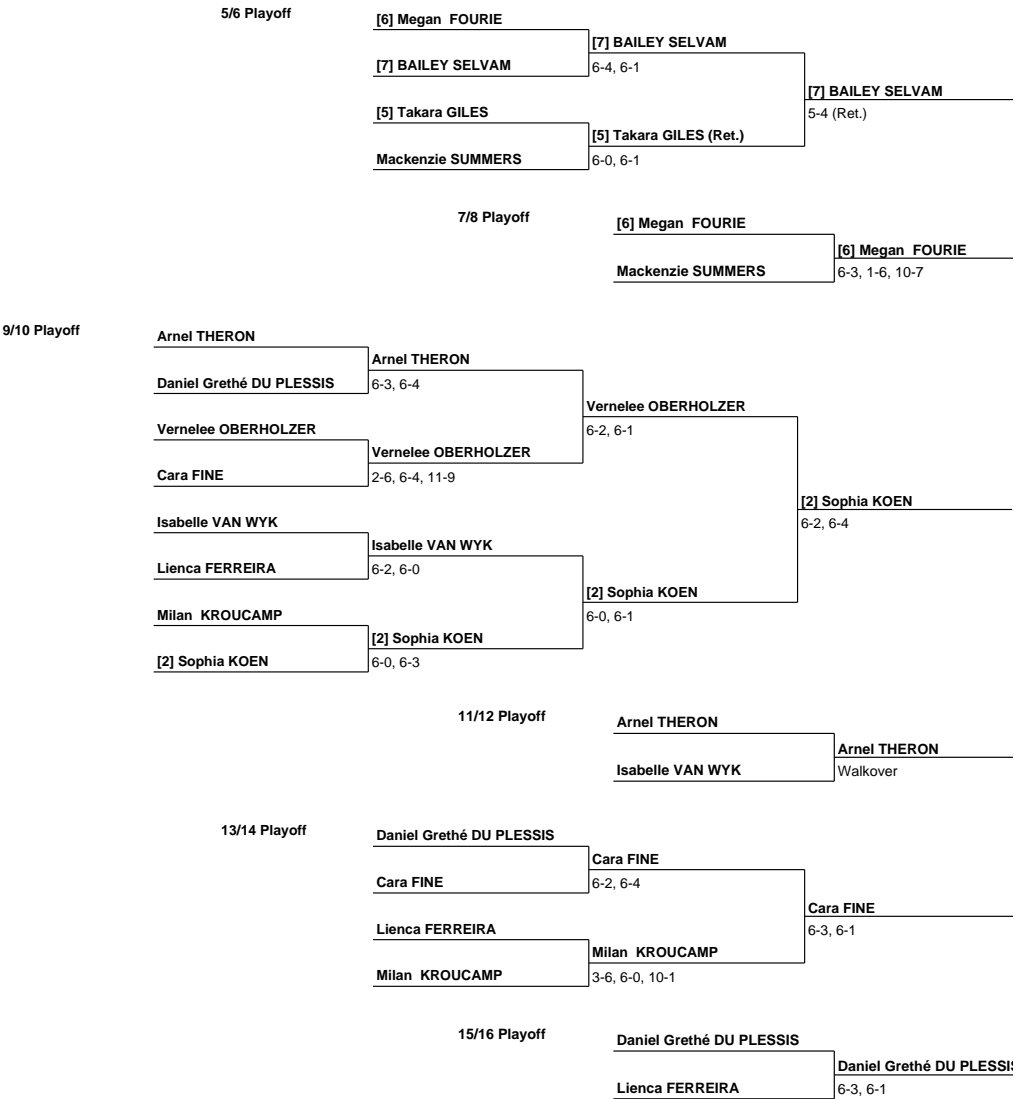 5/6 Playoff
[6] Megan  FOURIE
[7] BAILEY SELVAM
[7] BAILEY SELVAM
6-4, 6-1
[7] BAILEY SELVAM
5-4 (Ret.)
[5] Takara GILES
[5] Takara GILES (Ret.)
Mackenzie SUMMERS
6-0, 6-1
7/8 Playoff
[6] Megan  FOURIE
[6] Megan  FOURIE
Mackenzie SUMMERS
6-3, 1-6, 10-7
9/10 Playoff
Arnel THERON
Arnel THERON
Daniel Grethé DU PLESSIS
6-3, 6-4
Vernelee OBERHOLZER
6-2, 6-1
Vernelee OBERHOLZER
Vernelee OBERHOLZER
Cara FINE
2-6, 6-4, 11-9
[2] Sophia KOEN
6-2, 6-4
Isabelle VAN WYK
Isabelle VAN WYK
Lienca FERREIRA
6-2, 6-0
[2] Sophia KOEN
6-0, 6-1
Milan  KROUCAMP
[2] Sophia KOEN
[2] Sophia KOEN
6-0, 6-3
11/12 Playoff
Arnel THERON
Arnel THERON
Isabelle VAN WYK
Walkover
13/14 Playoff
Daniel Grethé DU PLESSIS
Cara FINE
Cara FINE
6-2, 6-4
Cara FINE
6-3, 6-1
Lienca FERREIRA
Milan  KROUCAMP
Milan  KROUCAMP
3-6, 6-0, 10-1
15/16 Playoff
Daniel Grethé DU PLESSIS
Daniel Grethé DU PLESSIS
Lienca FERREIRA
6-3, 6-1